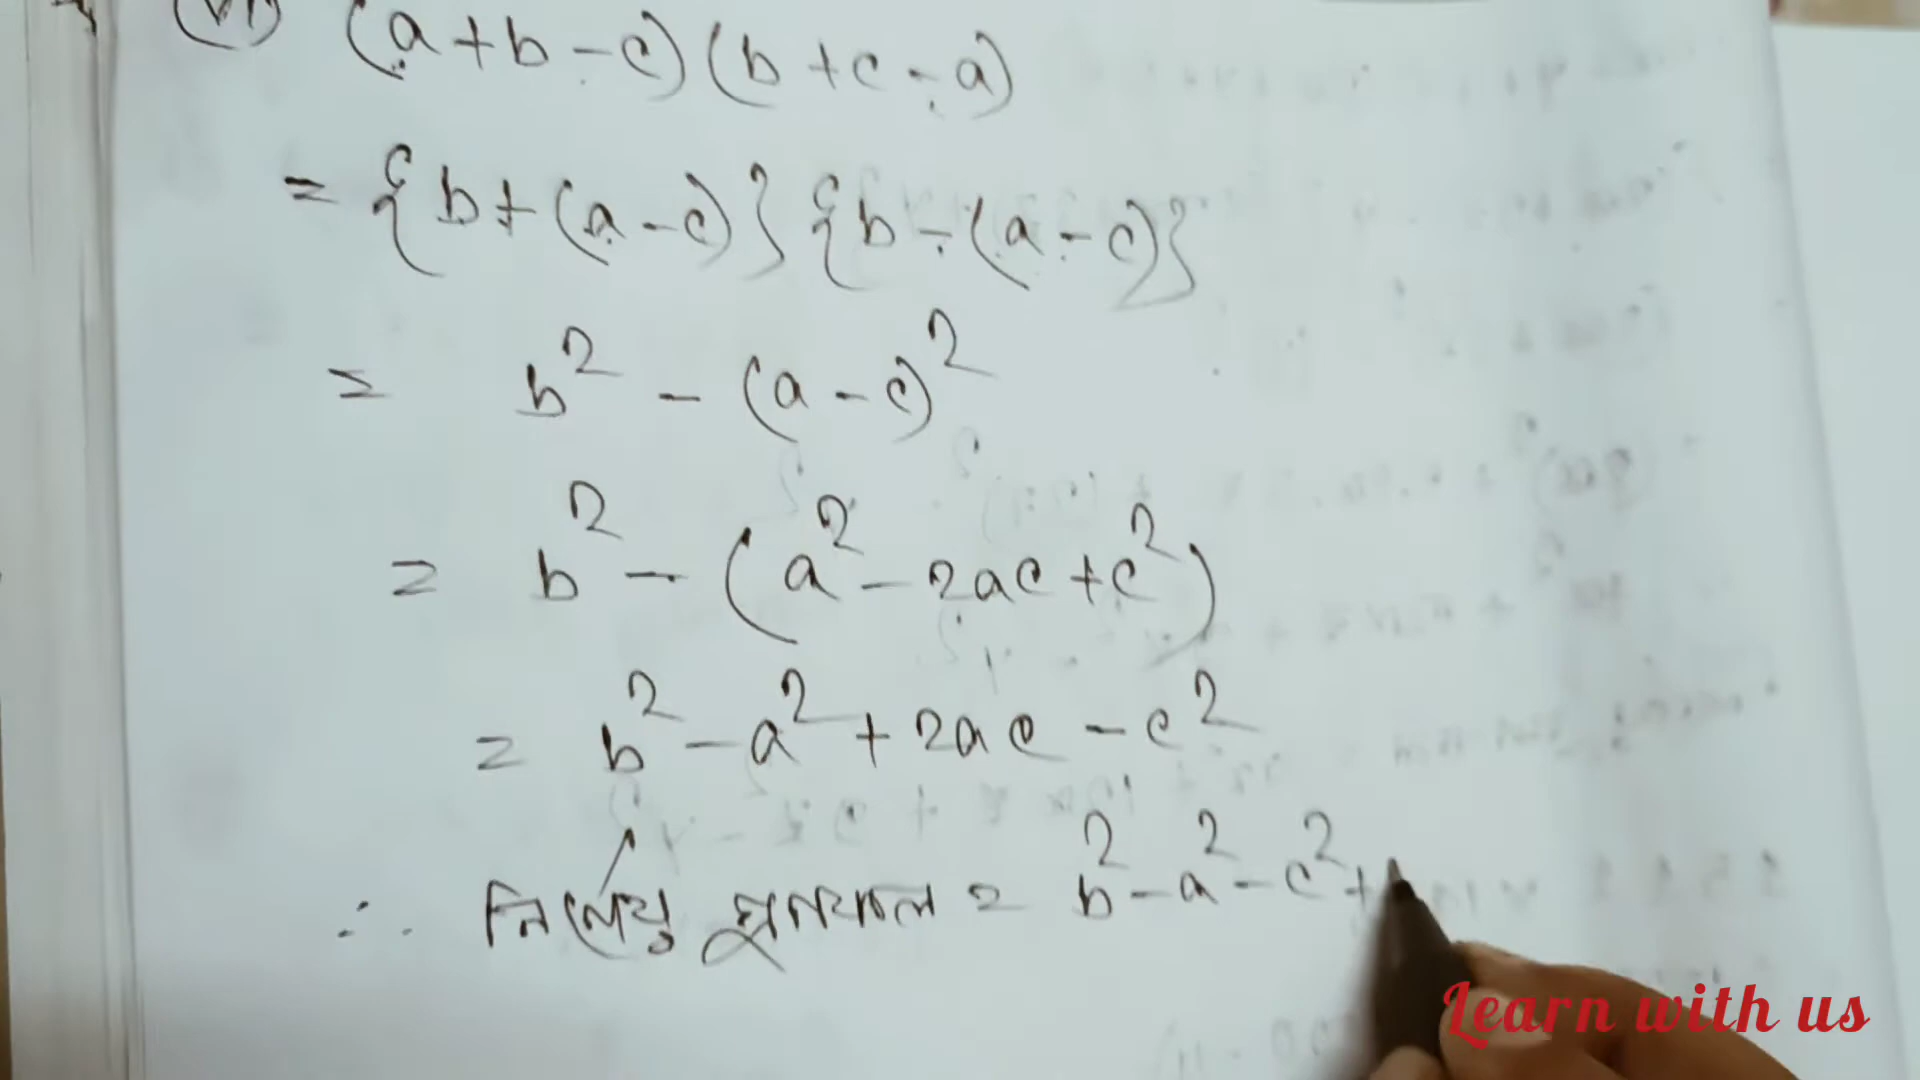 (vi) (a+b-c)(b+c-a)
= {b+(a-c)} {b-(a-c)}
= b² - (a-c)²
= b² - (a² - 2ac + c²)
= b² - a² + 2ac - c²
∴ নির্ণেয় গুণফল = b² - a² - c² +
Learn with us